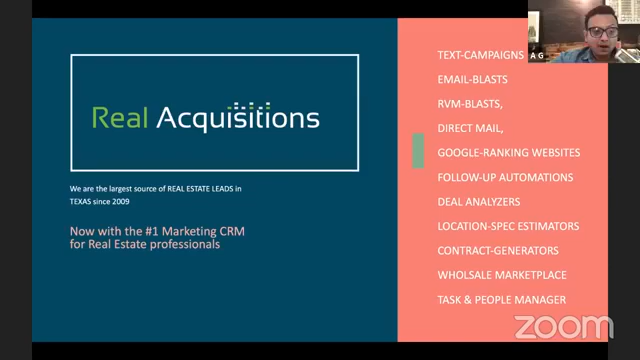 Real Acquisitions
We are the largest source of REAL ESTATE LEADS in
TEXAS since 2009
Now with the #1 Marketing CRM
for Real Estate professionals
TEXT-CAMPAIGNS
EMAIL-BLASTS
RVM-BLASTS,
DIRECT MAIL,
GOOGLE-RANKING WEBSITES
FOLLOW-UP AUTOMATIONS
DEAL ANALYZERS
LOCATION-SPEC ESTIMATORS
CONTRACT-GENERATORS
WHOLSALE MARKETPLACE
TASK & PEOPLE MANAGER
A G
zoom